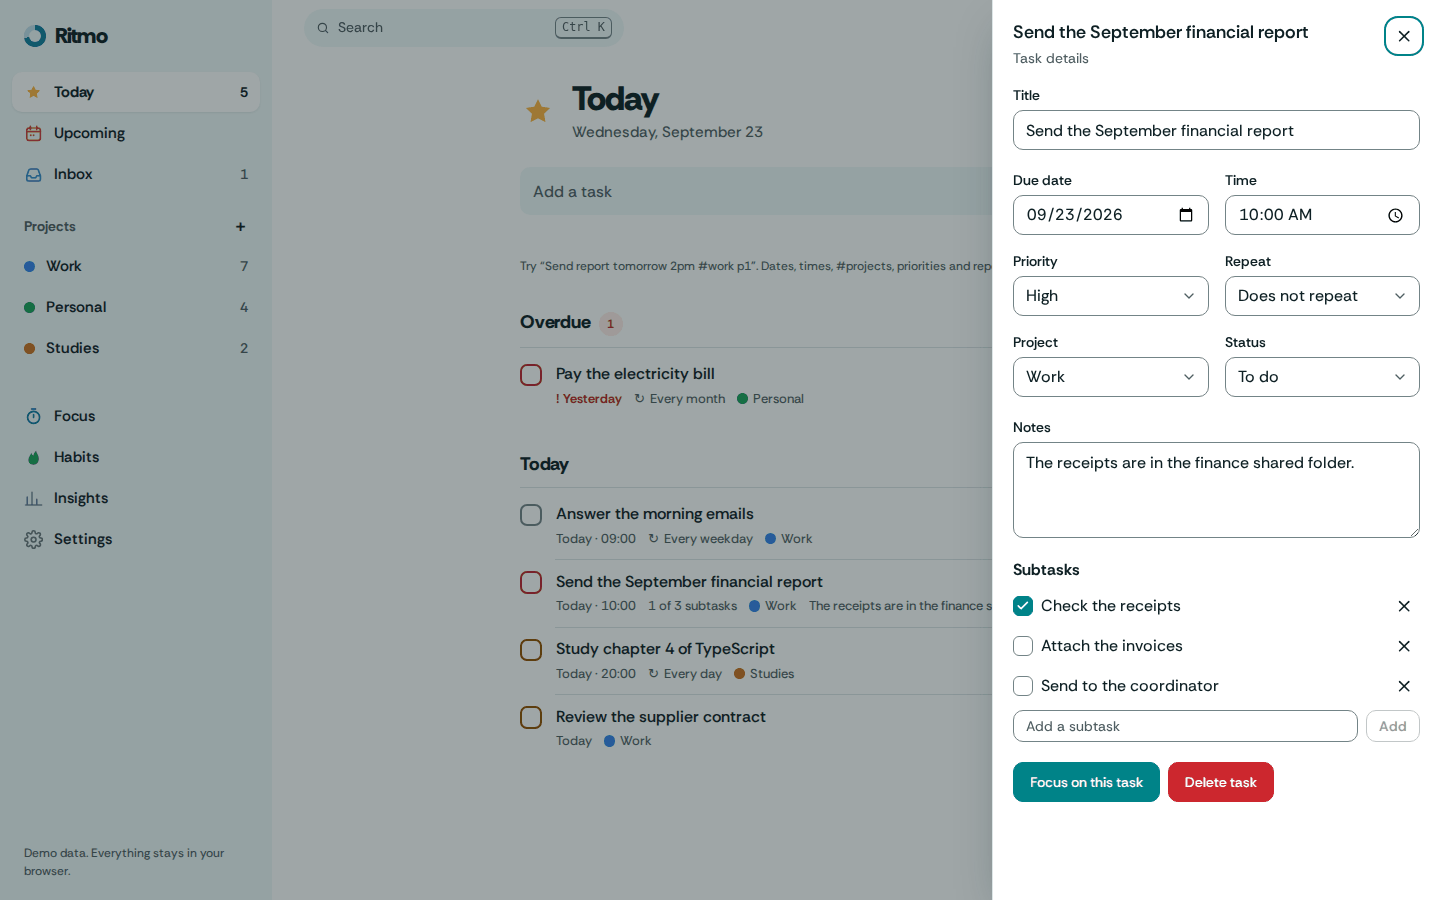 Ritmo
Today 5
Upcoming
Inbox 1
Projects +
Work 7
Personal 4
Studies 2
Focus
Habits
Insights
Settings
Demo data. Everything stays in your
browser.
Search Ctrl K
Today
Wednesday, September 23
Add a task
Try "Send report tomorrow 2pm #work p1". Dates, times, #projects, priorities and rep
Overdue 1
Pay the electricity bill
! Yesterday ↻ Every month Personal
Today
Answer the morning emails
Today · 09:00 ↻ Every weekday Work
Send the September financial report
Today · 10:00 1 of 3 subtasks Work The receipts are in the finance s
Study chapter 4 of TypeScript
Today · 20:00 ↻ Every day Studies
Review the supplier contract
Today Work
Send the September financial report
Task details
Title
Send the September financial report
Due date Time
09/23/2026 10:00 AM
Priority Repeat
High Does not repeat
Project Status
Work To do
Notes
The receipts are in the finance shared folder.
Subtasks
Check the receipts
Attach the invoices
Send to the coordinator
Add a subtask Add
Focus on this task Delete task